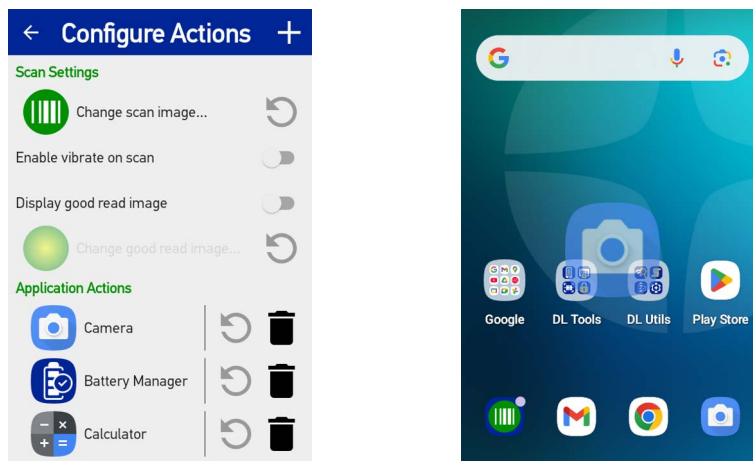 Configure Actions
Scan Settings
Change scan image...
Enable vibrate on scan
Display good read image
Change good read image...
Application Actions
Camera
Battery Manager
Calculator
Google
DL Tools
DL Utils
Play Store